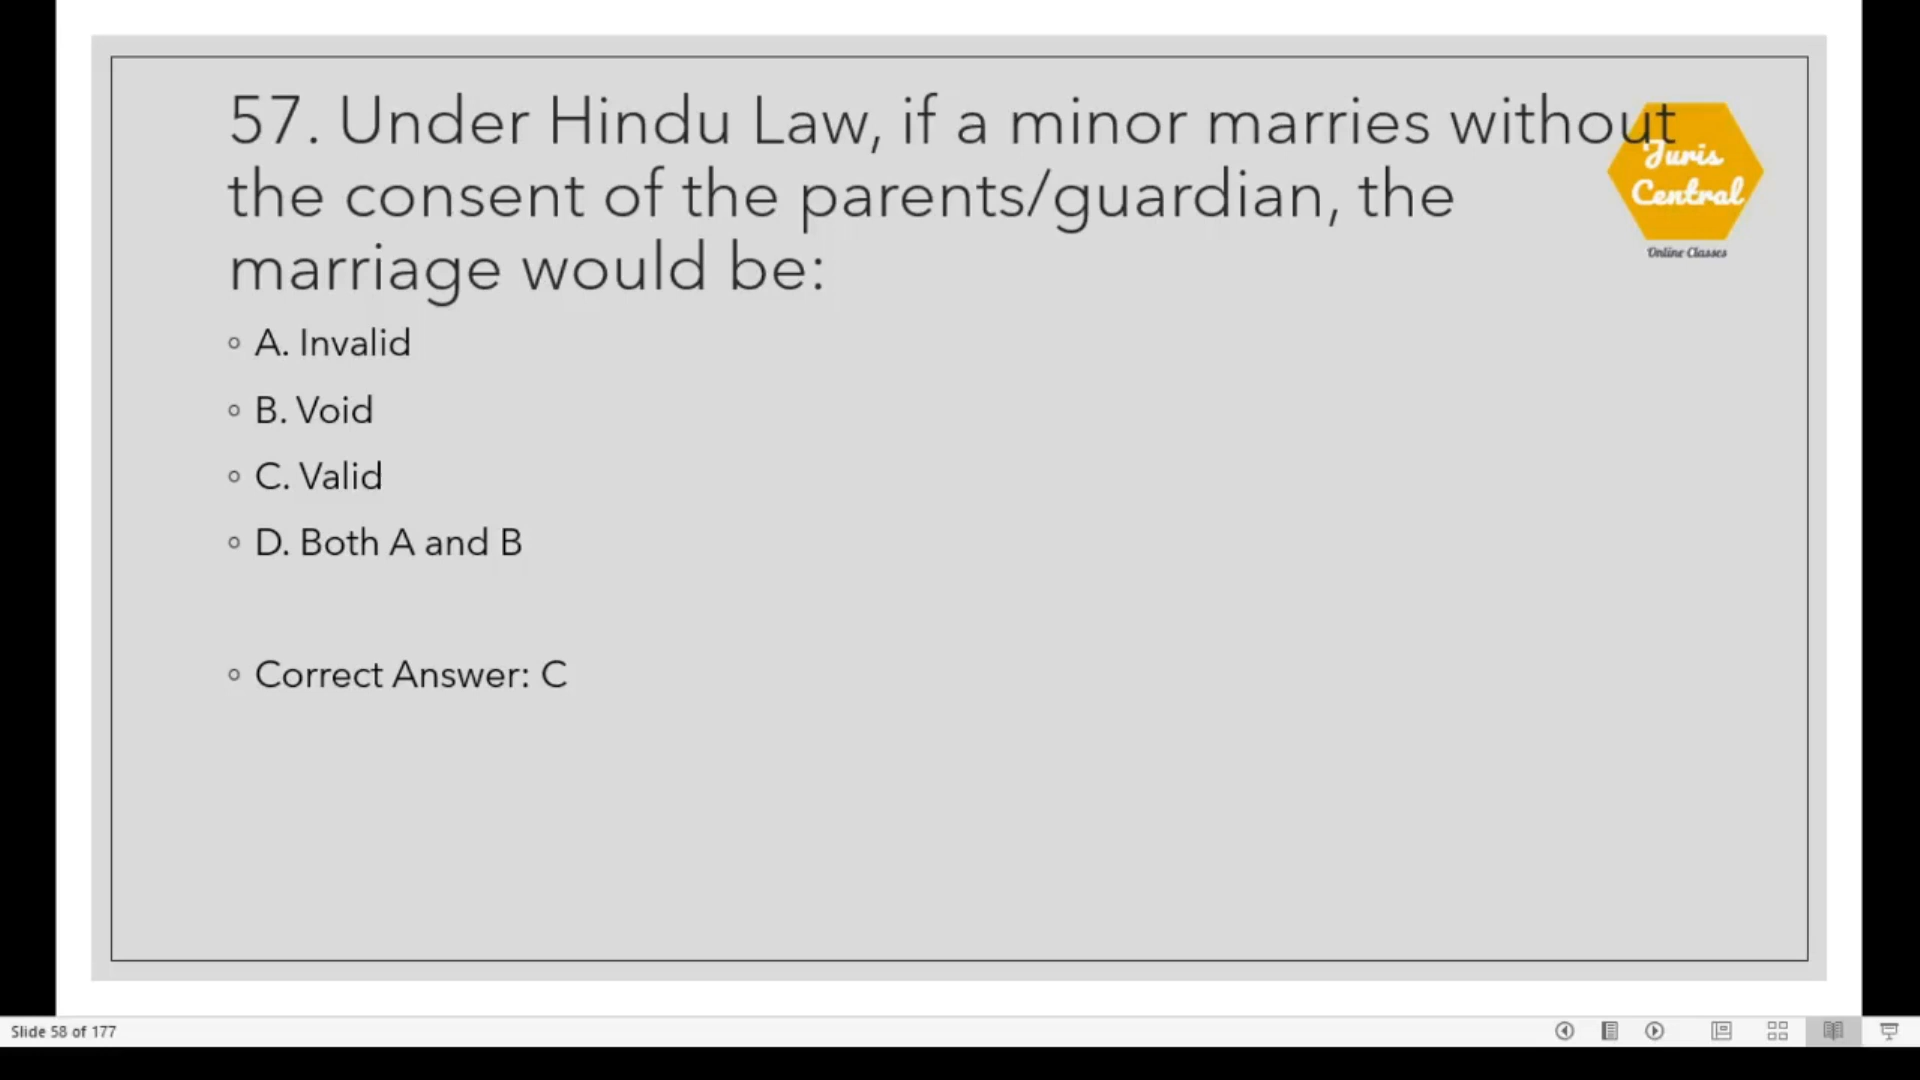 57. Under Hindu Law, if a minor marries without
the consent of the parents/guardian, the
marriage would be:
Juris
Central
Online Classes
◦ A. Invalid
◦ B. Void
◦ C. Valid
◦ D. Both A and B
◦ Correct Answer: C
Slide 58 of 177